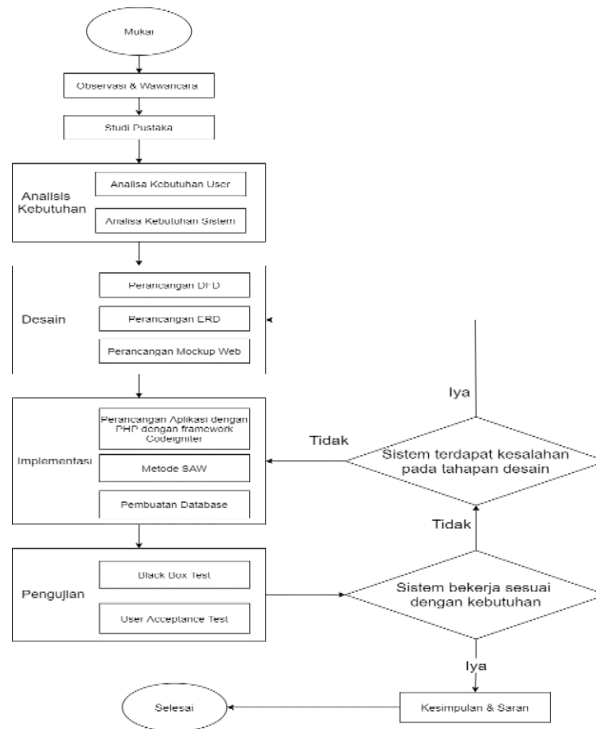 Mukai
Observasi & Wawancara
Studi Pustaka
Analisis
Kebutuhan
Analisa Kebutuhan User
Analisa Kebutuhan Sistem
Desain
Perancangan DFD
Perancangan ERD
Perancangan Mockup Web
Implementasi
Perancangan Aplikasi dengan
PHP dengan framework
Codeigniter
Metode SAW
Pembuatan Database
Tidak
Iya
Sistem terdapat kesalahan
pada tahapan desain
Tidak
Pengujian
Black Box Test
User Acceptance Test
Sistem bekerja sesuai
dengan kebutuhan
Iya
Kesimpulan & Saran
Selesai